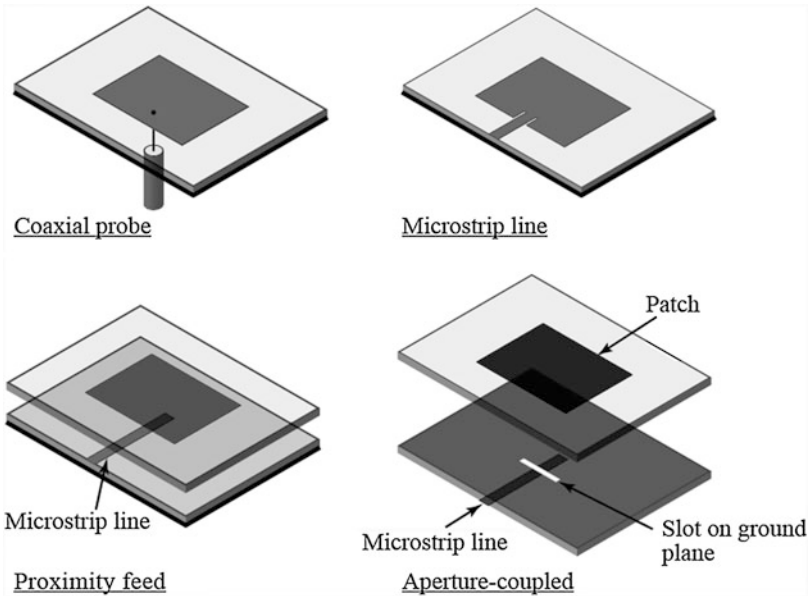 Coaxial probe
Microstrip line
Patch
Microstrip line
Proximity feed
Microstrip line
Slot on ground
plane
Aperture-coupled